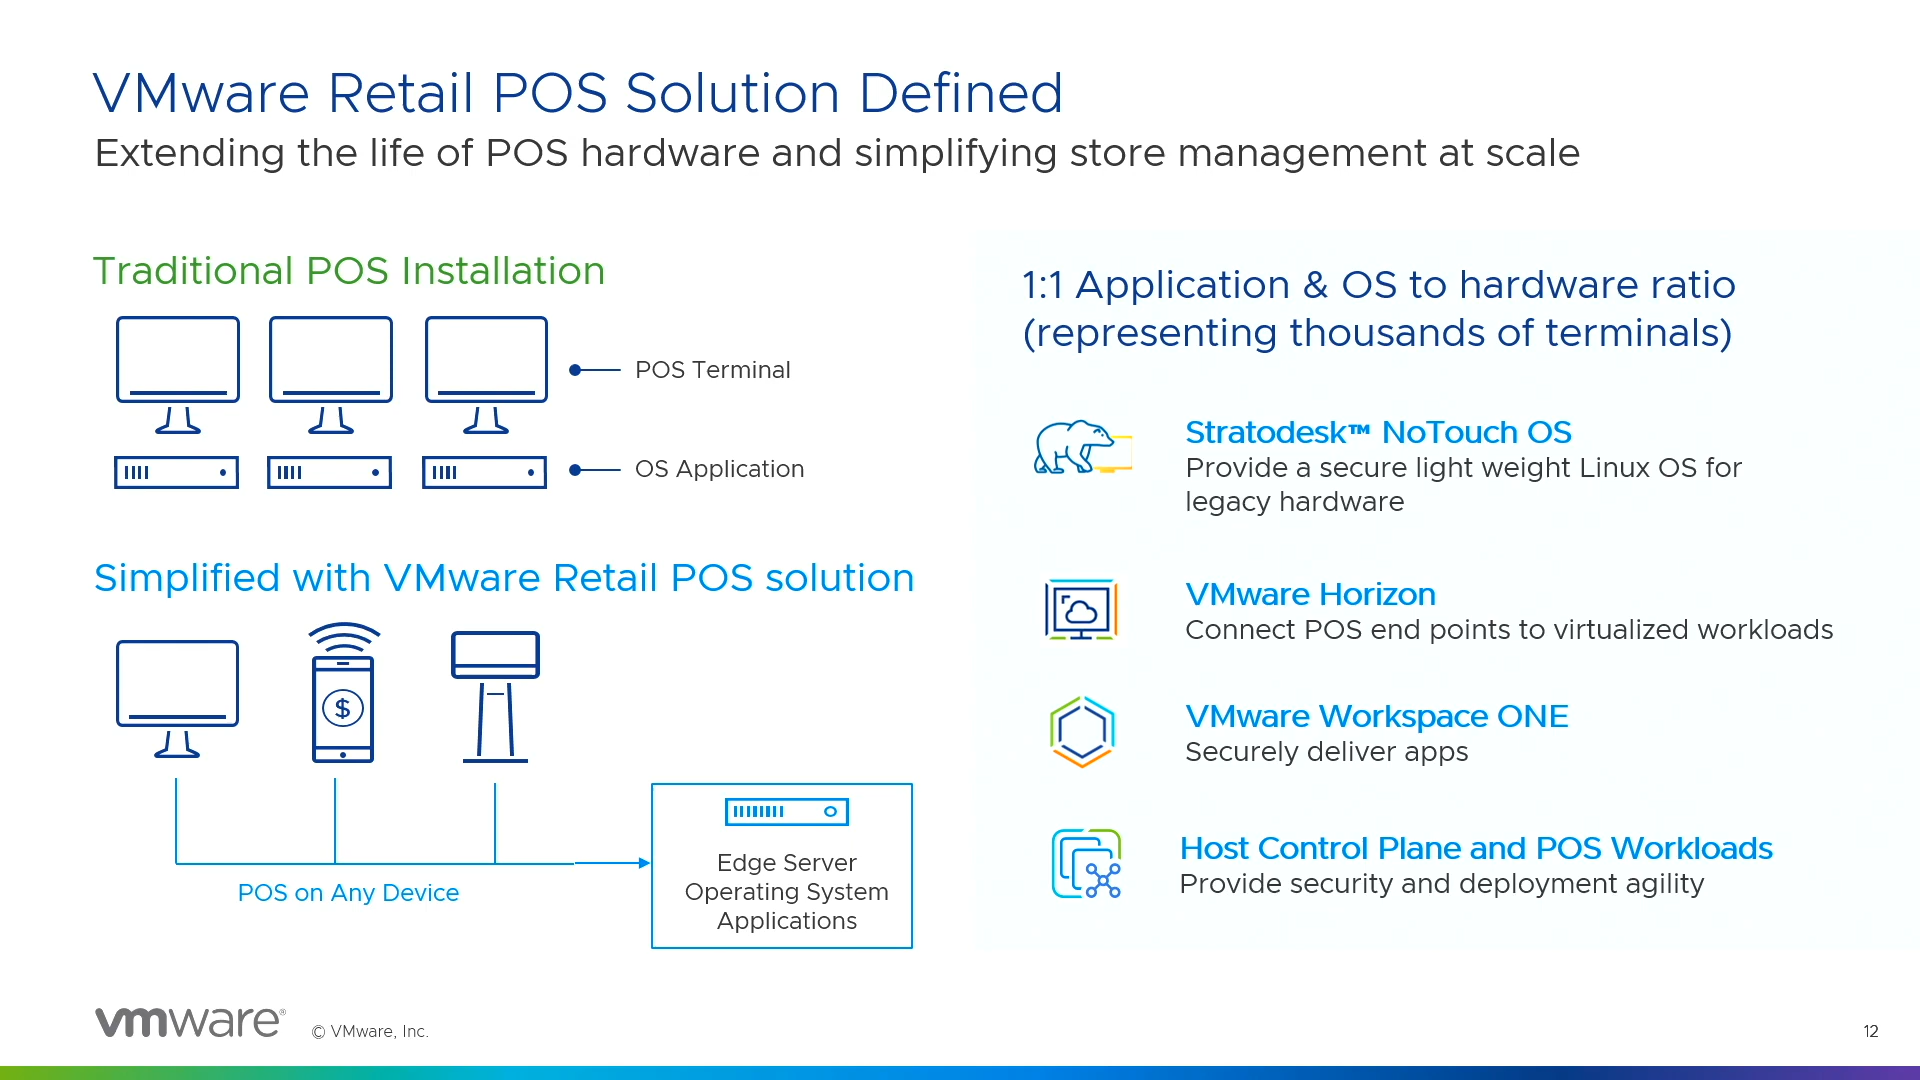 VMware Retail POS Solution Defined
Extending the life of POS hardware and simplifying store management at scale
Traditional POS Installation
POS Terminal
OS Application
Simplified with VMware Retail POS solution
$
POS on Any Device
Edge Server
Operating System
Applications
1:1 Application & OS to hardware ratio
(representing thousands of terminals)
Stratodesk™ NoTouch OS
Provide a secure light weight Linux OS for
legacy hardware
VMware Horizon
Connect POS end points to virtualized workloads
VMware Workspace ONE
Securely deliver apps
Host Control Plane and POS Workloads
Provide security and deployment agility
vmware®
© VMware, Inc.
12